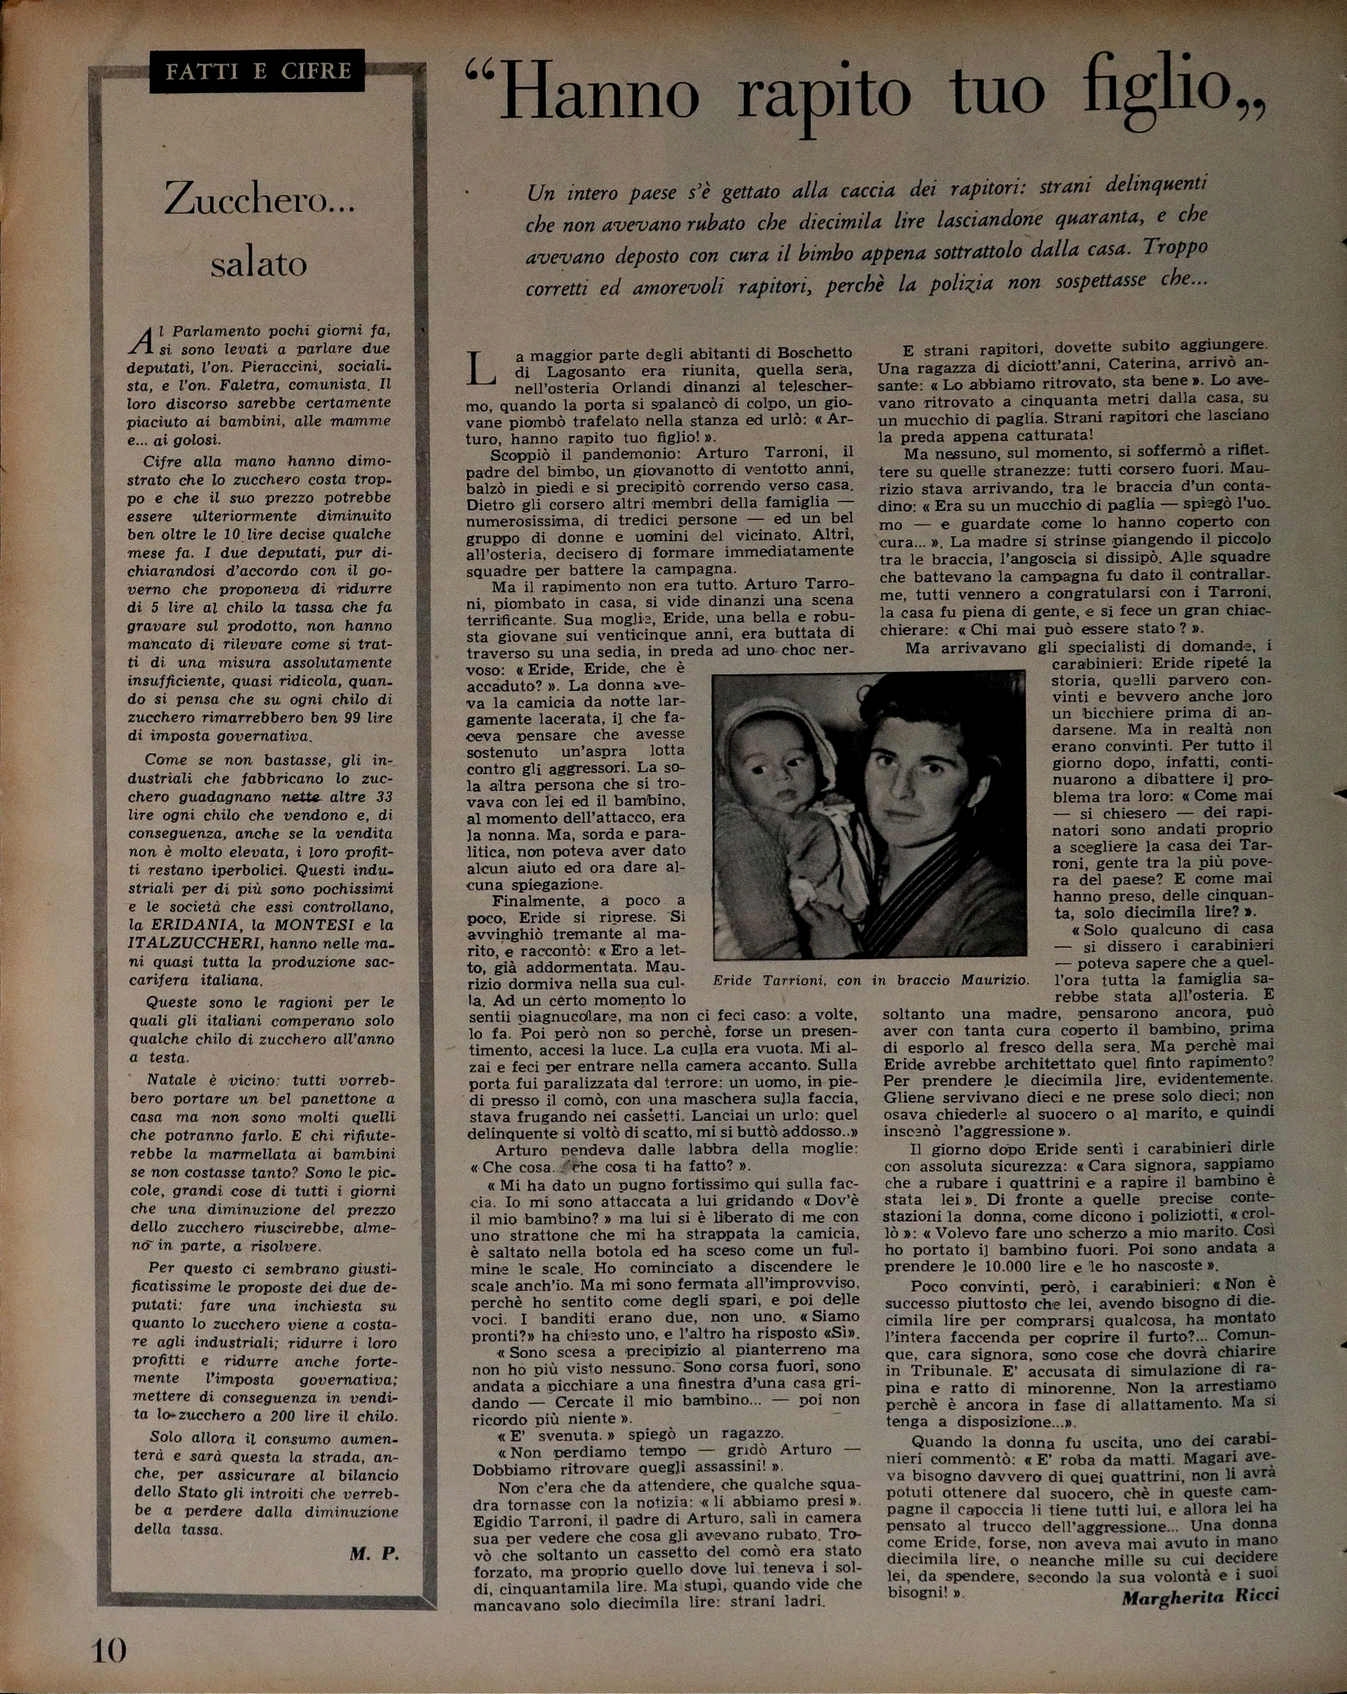 FATTI E CIFRE
Zucchero...
salato
Al Parlamento pochi giorni fa,
si sono levati a parlare due
deputati, l'on. Pieraccini, sociali-
sta, e l'on. Faletra, comunista. Il
loro discorso sarebbe certamente
piaciuto ai bambini, alle mamme
e... ai golosi.
Cifre alla mano hanno dimo-
strato che lo zucchero costa trop-
po e che il suo prezzo potrebbe
essere ulteriormente diminuito
ben oltre le 10 lire decise qualche
mese fa. I due deputati, pur di-
chiarandosi d'accordo con il go-
verno che proponeva di ridurre
di 5 lire al chilo la tassa che fa
gravare sul prodotto, non hanno
mancato di rilevare come si trat-
ti di una misura assolutamente
insufficiente, quasi ridicola, quan-
do si pensa che su ogni chilo di
zucchero rimarrebbero ben 99 lire
di imposta governativa.
Come se non bastasse, gli in-
dustriali che fabbricano lo zuc-
chero guadagnano nette altre 33
lire ogni chilo che vendono e, di
conseguenza, anche se la vendita
non è molto elevata, i loro profit-
ti restano iperbolici. Questi indu-
striali per di più sono pochissimi
e le società che essi controllano,
la ERIDANIA, la MONTESI e la
ITALZUCCHERI, hanno nelle ma-
ni quasi tutta la produzione sac-
carifera italiana.
Queste sono le ragioni per le
quali gli italiani comperano solo
qualche chilo di zucchero all'anno
a testa.
Natale è vicino: tutti vorreb-
bero portare un bel panettone a
casa ma non sono molti quelli
che potranno farlo. E chi rifiute-
rebbe la marmellata ai bambini
se non costasse tanto? Sono le pic-
cole, grandi cose di tutti i giorni
che una diminuzione del prezzo
dello zucchero riuscirebbe, alme-
no in parte, a risolvere.
Per questo ci sembrano giusti-
ficatissime le proposte dei due de-
putati: fare una inchiesta su
quanto lo zucchero viene a costa-
re agli industriali; ridurre i loro
profitti e ridurre anche forte-
mente l'imposta governativa;
mettere di conseguenza in vendi-
ta lo zucchero a 200 lire il chilo.
Solo allora il consumo aumen-
terà e sarà questa la strada, an-
che, per assicurare al bilancio
dello Stato gli introiti che verreb-
be a perdere dalla diminuzione
della tassa.
M. P.
“Hanno rapito tuo figlio„
Un intero paese s'è gettato alla caccia dei rapitori: strani delinquenti
che non avevano rubato che diecimila lire lasciandone quaranta, e che
avevano deposto con cura il bimbo appena sottrattolo dalla casa. Troppo
corretti ed amorevoli rapitori, perchè la polizia non sospettasse che...
La maggior parte degli abitanti di Boschetto
di Lagosanto era riunita, quella sera,
nell'osteria Orlandi dinanzi al telescher-
mo, quando la porta si spalancò di colpo, un gio-
vane piombò trafelato nella stanza ed urlò: « Ar-
turo, hanno rapito tuo figlio! ».
Scoppiò il pandemonio: Arturo Tarroni, il
padre del bimbo, un giovanotto di ventotto anni,
balzò in piedi e si precipitò correndo verso casa.
Dietro gli corsero altri membri della famiglia —
numerosissima, di tredici persone — ed un bel
gruppo di donne e uomini del vicinato. Altri,
all'osteria, decisero di formare immediatamente
squadre per battere la campagna.
Ma il rapimento non era tutto. Arturo Tarro-
ni, piombato in casa, si vide dinanzi una scena
terrificante. Sua moglie, Eride, una bella e robu-
sta giovane sui venticinque anni, era buttata di
traverso su una sedia, in preda ad uno choc ner-
voso: « Eride, Eride, che è
accaduto? ». La donna ave-
va la camicia da notte lar-
gamente lacerata, il che fa-
ceva pensare che avesse
sostenuto un'aspra lotta
contro gli aggressori. La so-
la altra persona che si tro-
vava con lei ed il bambino,
al momento dell'attacco, era
la nonna. Ma, sorda e para-
litica, non poteva aver dato
alcun aiuto ed ora dare al-
cuna spiegazione.
Finalmente, a poco a
poco, Eride si riprese. Si
avvinghiò tremante al ma-
rito, e raccontò: « Ero a let-
to, già addormentata. Mau-
rizio dormiva nella sua cul-
la. Ad un certo momento lo
sentii piagnucolare, ma non ci feci caso: a volte,
lo fa. Poi però non so perchè, forse un presen-
timento, accesi la luce. La culla era vuota. Mi al-
zai e feci per entrare nella camera accanto. Sulla
porta fui paralizzata dal terrore: un uomo, in pie-
di presso il comò, con una maschera sulla faccia,
stava frugando nei cassetti. Lanciai un urlo: quel
delinquente si voltò di scatto, mi si buttò addosso..»
Arturo pendeva dalle labbra della moglie:
« Che cosa... che cosa ti ha fatto? ».
« Mi ha dato un pugno fortissimo qui sulla fac-
cia. Io mi sono attaccata a lui gridando « Dov'è
il mio bambino? » ma lui si è liberato di me con
uno strattone che mi ha strappata la camicia,
è saltato nella botola ed ha sceso come un ful-
mine le scale. Ho cominciato a discendere le
scale anch'io. Ma mi sono fermata all'improvviso,
perchè ho sentito come degli spari, e poi delle
voci. I banditi erano due, non uno. « Siamo
pronti?» ha chiesto uno, e l'altro ha risposto «Sì».
« Sono scesa a precipizio al pianterreno ma
non ho più visto nessuno. Sono corsa fuori, sono
andata a picchiare a una finestra d'una casa gri-
dando — Cercate il mio bambino... — poi non
ricordo più niente ».
« E' svenuta. » spiegò un ragazzo.
« Non perdiamo tempo — gridò Arturo —
Dobbiamo ritrovare quegli assassini! ».
Non c'era che da attendere, che qualche squa-
dra tornasse con la notizia: « li abbiamo presi ».
Egidio Tarroni, il padre di Arturo, salì in camera
sua per vedere che cosa gli avevano rubato. Tro-
vò che soltanto un cassetto del comò era stato
forzato, ma proprio quello dove lui teneva i sol-
di, cinquantamila lire. Ma stupì, quando vide che
mancavano solo diecimila lire: strani ladri.
E strani rapitori, dovette subito aggiungere.
Una ragazza di diciott'anni, Caterina, arrivò an-
sante: « Lo abbiamo ritrovato, sta bene ». Lo ave-
vano ritrovato a cinquanta metri dalla casa, su
un mucchio di paglia. Strani rapitori che lasciano
la preda appena catturata!
Ma nessuno, sul momento, si soffermò a riflet-
tere su quelle stranezze: tutti corsero fuori. Mau-
rizio stava arrivando, tra le braccia d'un conta-
dino: « Era su un mucchio di paglia — spiegò l'uo-
mo — e guardate come lo hanno coperto con
cura... ». La madre si strinse piangendo il piccolo
tra le braccia, l'angoscia si dissipò. Alle squadre
che battevano la campagna fu dato il contrallar-
me, tutti vennero a congratularsi con i Tarroni,
la casa fu piena di gente, e si fece un gran chiac-
chierare: « Chi mai può essere stato? ».
Ma arrivavano gli specialisti di domande, i
carabinieri: Eride ripeté la
storia, quelli parvero con-
vinti e bevvero anche loro
un bicchiere prima di an-
darsene. Ma in realtà non
erano convinti. Per tutto il
giorno dopo, infatti, conti-
nuarono a dibattere il pro-
blema tra loro: « Come mai
— si chiesero — dei rapi-
natori sono andati proprio
a scegliere la casa dei Tar-
roni, gente tra la più pove-
ra del paese? E come mai
hanno preso, delle cinquan-
ta, solo diecimila lire? ».
« Solo qualcuno di casa
— si dissero i carabinieri
— poteva sapere che a quel-
l'ora tutta la famiglia sa-
rebbe stata all'osteria. E
soltanto una madre, pensarono ancora, può
aver con tanta cura coperto il bambino, prima
di esporlo al fresco della sera. Ma perchè mai
Eride avrebbe architettato quel finto rapimento?
Per prendere le diecimila lire, evidentemente.
Gliene servivano dieci e ne prese solo dieci; non
osava chiederle al suocero o al marito, e quindi
inscenò l'aggressione ».
Il giorno dopo Eride sentì i carabinieri dirle
con assoluta sicurezza: « Cara signora, sappiamo
che a rubare i quattrini e a rapire il bambino è
stata lei ». Di fronte a quelle precise conte-
stazioni la donna, come dicono i poliziotti, « crol-
lò »: « Volevo fare uno scherzo a mio marito. Così
ho portato il bambino fuori. Poi sono andata a
prendere le 10.000 lire e le ho nascoste ».
Poco convinti, però, i carabinieri: « Non è
successo piuttosto che lei, avendo bisogno di die-
cimila lire per comprarsi qualcosa, ha montato
l'intera faccenda per coprire il furto?... Comun-
que, cara signora, sono cose che dovrà chiarire
in Tribunale. E' accusata di simulazione di ra-
pina e ratto di minorenne. Non la arrestiamo
perchè è ancora in fase di allattamento. Ma si
tenga a disposizione...».
Quando la donna fu uscita, uno dei carabi-
nieri commentò: « E' roba da matti. Magari ave-
va bisogno davvero di quei quattrini, non li avrà
potuti ottenere dal suocero, chè in queste cam-
pagne il capoccia li tiene tutti lui, e allora lei ha
pensato al trucco dell'aggressione... Una donna
come Eride, forse, non aveva mai avuto in mano
diecimila lire, o neanche mille su cui decidere
lei, da spendere, secondo la sua volontà e i suoi
bisogni! ».
Margherita Ricci
Eride Tarrioni, con in braccio Maurizio.
10